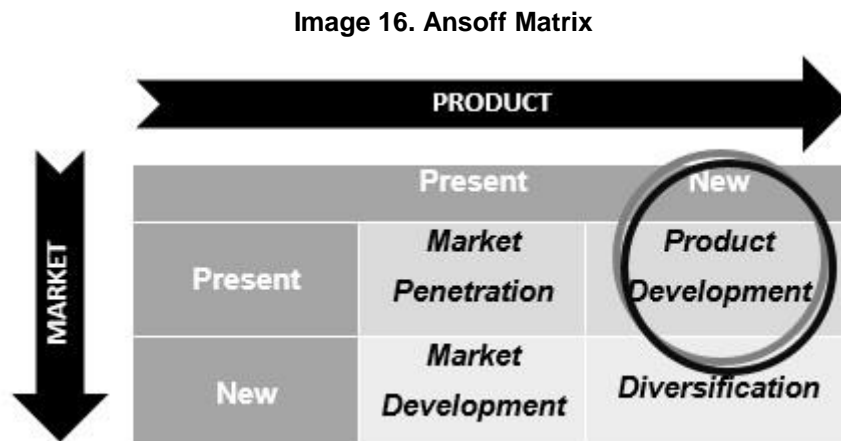 Image 16. Ansoff Matrix
PRODUCT
MARKET
Present New
Present
Market
Penetration
Product
Development
New
Market
Development
Diversification